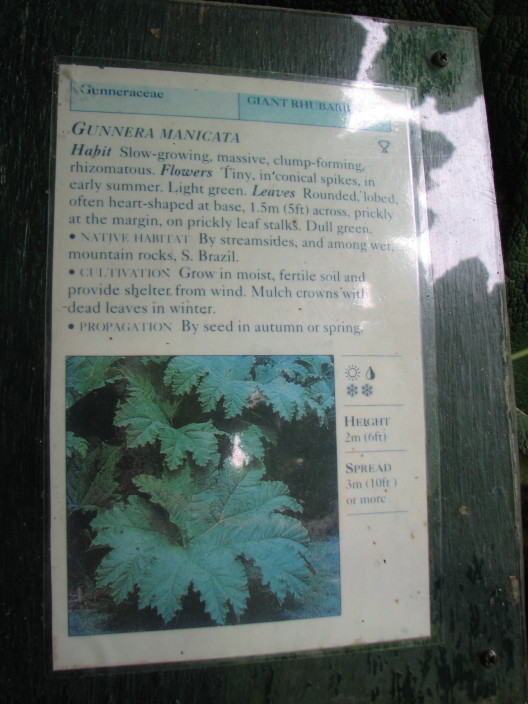 Gunneraceae
GIANT RHUBARB
GUNNERA MANICATA
Habit Slow-growing, massive, clump-forming,
rhizomatous. Flowers Tiny, in conical spikes, in
early summer. Light green. Leaves Rounded, lobed,
often heart-shaped at base, 1.5m (5ft) across, prickly
at the margin, on prickly leaf stalks. Dull green.
• NATIVE HABITAT By streamsides, and among wet,
mountain rocks, S. Brazil.
• CULTIVATION Grow in moist, fertile soil and
provide shelter from wind. Mulch crowns with
dead leaves in winter.
• PROPAGATION By seed in autumn or spring.
HEIGHT
2m (6ft)
SPREAD
3m (10ft)
or more